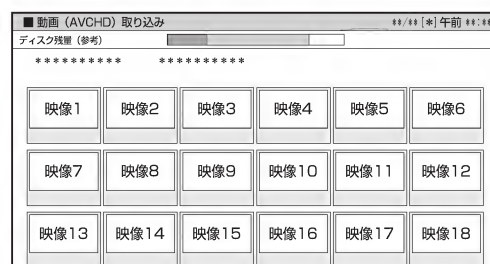 ■動画（AVCHD）取り込み **/**[*]午前 **:**
ディスク残量（参考）
********** **********
映像1 映像2 映像3 映像4 映像5 映像6
映像7 映像8 映像9 映像10 映像11 映像12
映像13 映像14 映像15 映像16 映像17 映像18